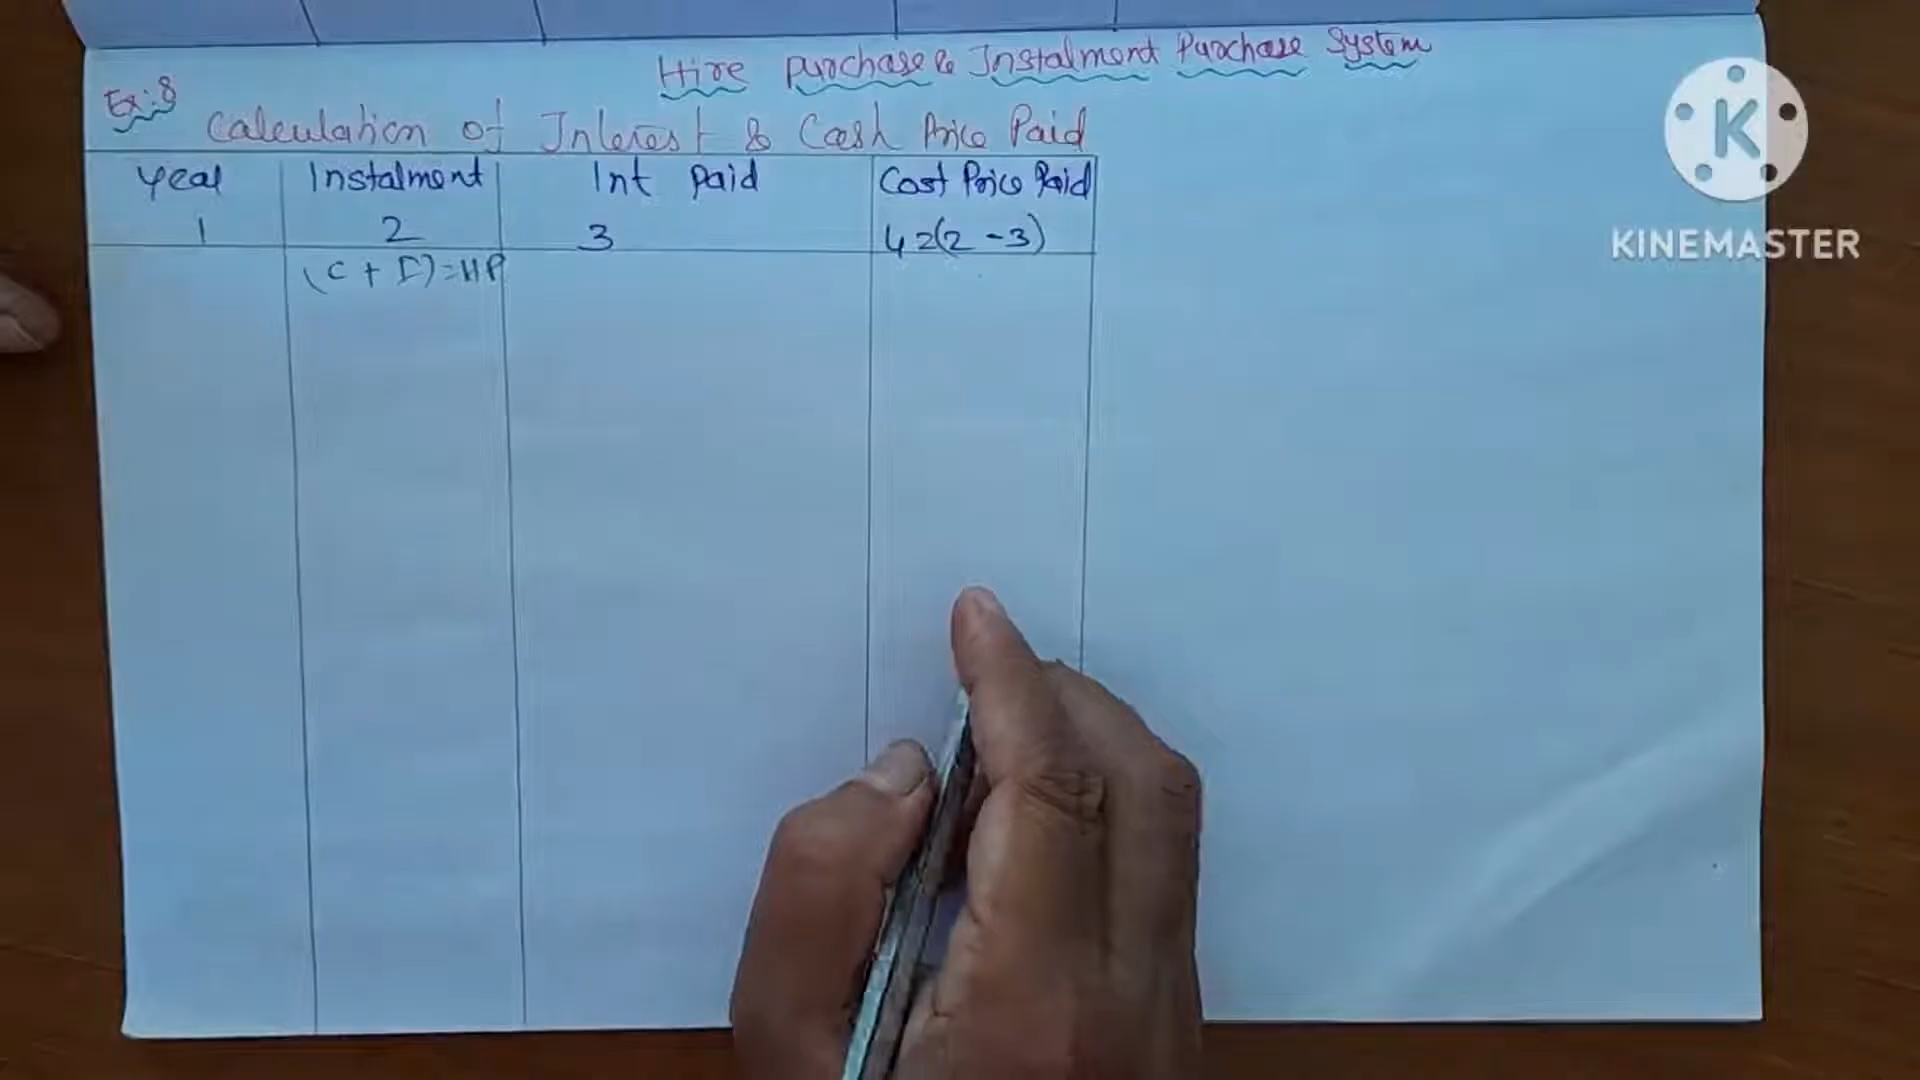 Hire purchase & Instalment Purchase System
Ex:8
Calculation of Interest & Cash Price Paid
year Instalment Int paid Cost Price Paid
1 2 3 4 2(2-3)
(C + I) = HP
K
KINEMASTER